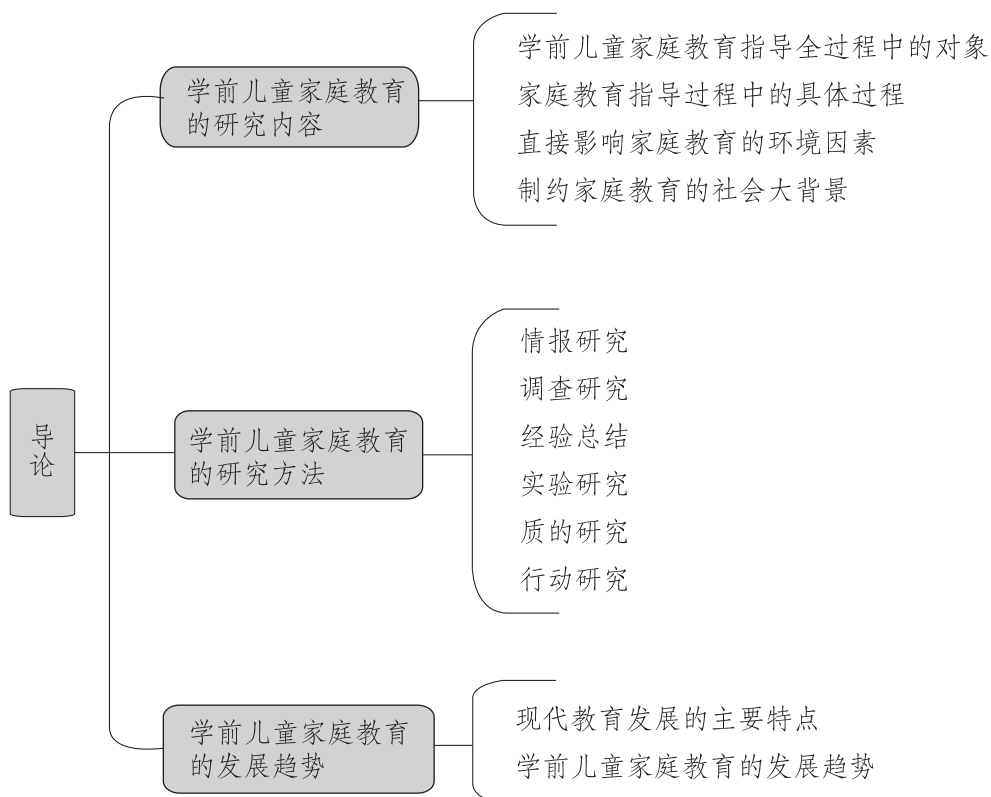 导论
学前儿童家庭教育
的研究内容
学前儿童家庭教育指导全过程中的对象
家庭教育指导过程中的具体过程
直接影响家庭教育的环境因素
制约家庭教育的社会大背景
学前儿童家庭教育
的研究方法
情报研究
调查研究
经验总结
实验研究
质的研究
行动研究
学前儿童家庭教育
的发展趋势
现代教育发展的主要特点
学前儿童家庭教育的发展趋势